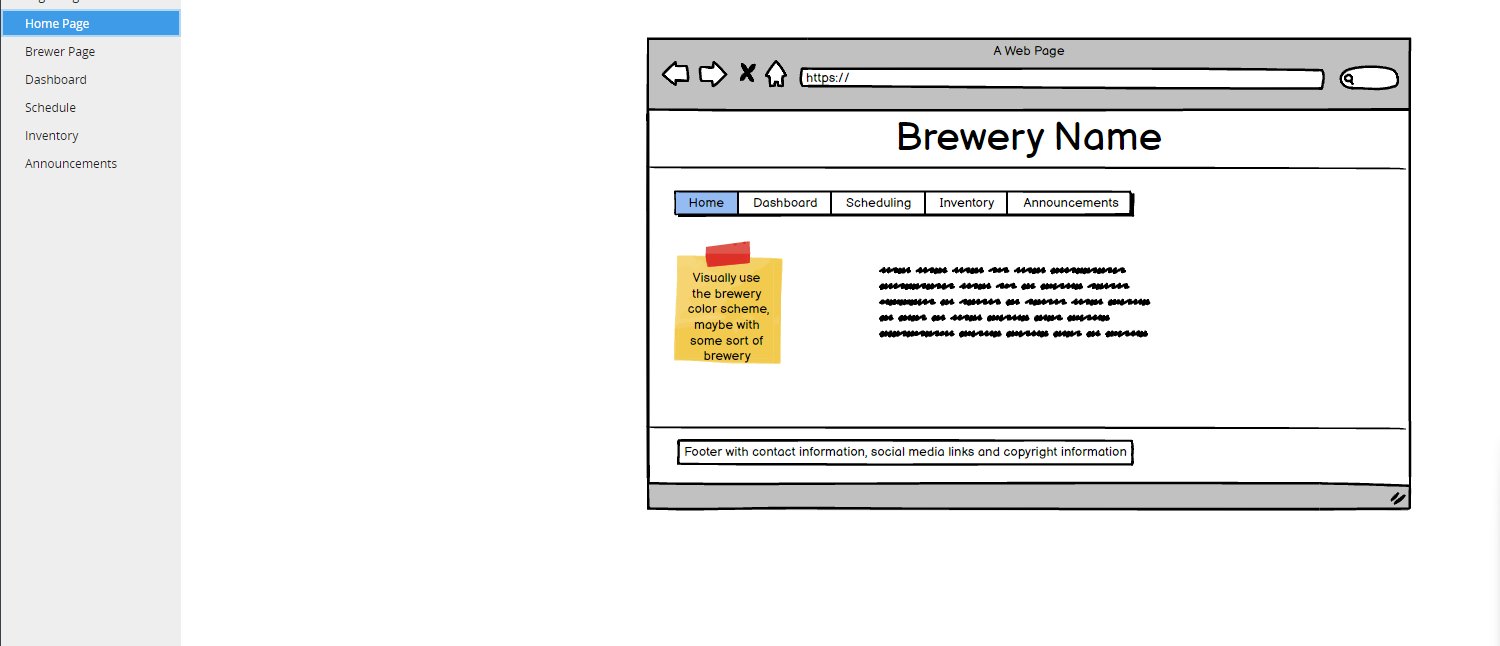 Home Page
Brewer Page
Dashboard
Schedule
Inventory
Announcements
A Web Page
https://
Brewery Name
Home Dashboard Scheduling Inventory Announcements
Visually use
the brewery
color scheme,
maybe with
some sort of
brewery
Footer with contact information, social media links and copyright information